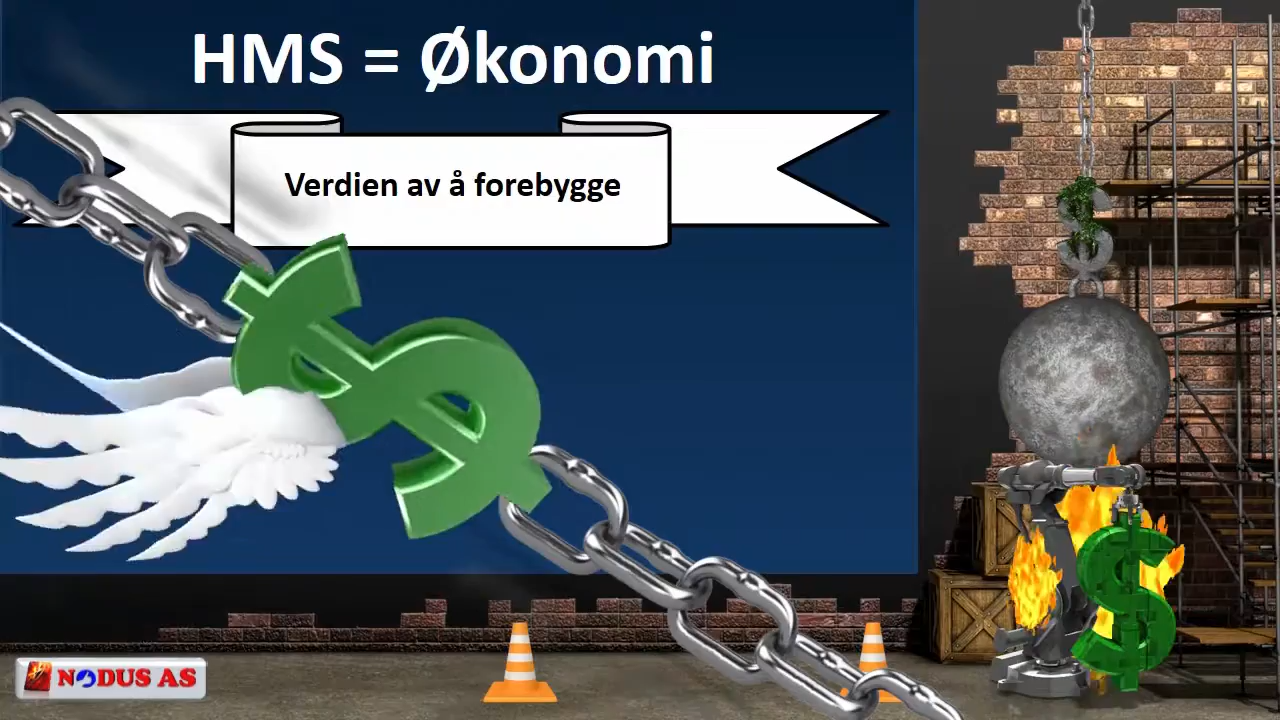 HMS = Økonomi
Verdien av å forebygge
NODUS AS